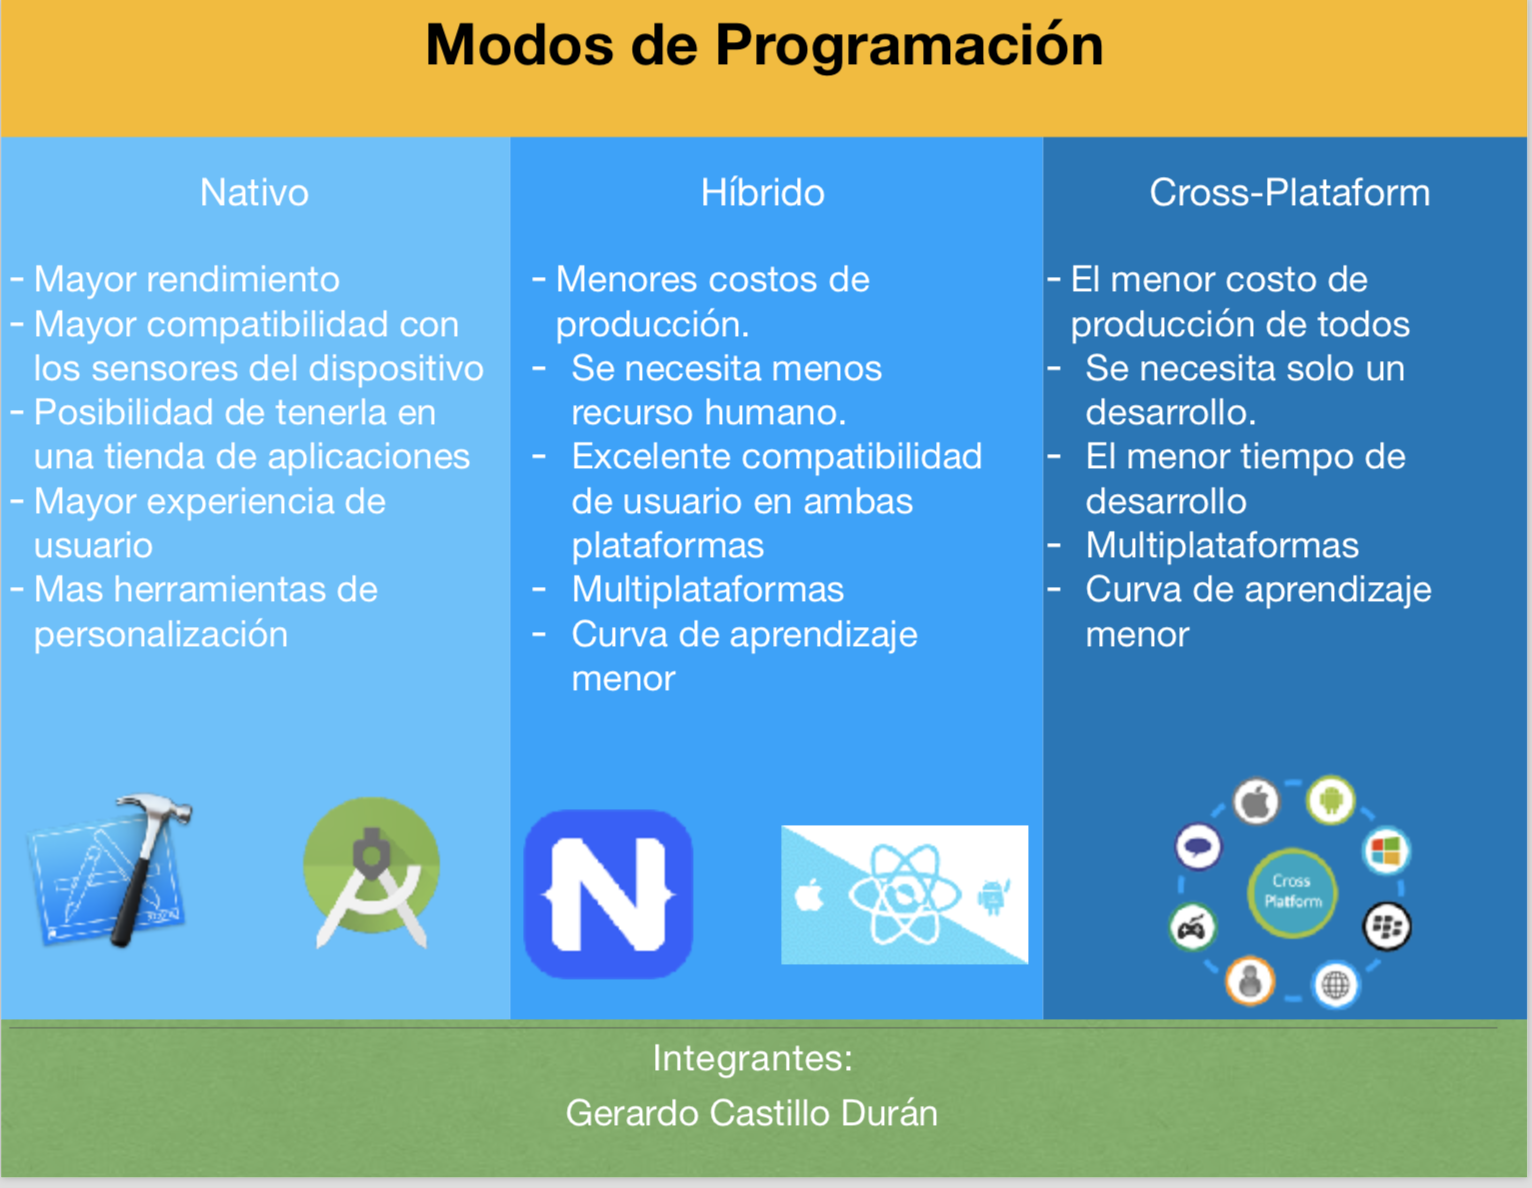 Modos de Programación
Nativo
- Mayor rendimiento
- Mayor compatibilidad con
los sensores del dispositivo
- Posibilidad de tenerla en
una tienda de aplicaciones
- Mayor experiencia de
usuario
- Mas herramientas de
personalización
Híbrido
- Menores costos de
producción.
- Se necesita menos
recurso humano.
- Excelente compatibilidad
de usuario en ambas
plataformas
- Multiplataformas
- Curva de aprendizaje
menor
N
Cross-Plataform
- El menor costo de
producción de todos
- Se necesita solo un
desarrollo.
- El menor tiempo de
desarrollo
- Multiplataformas
- Curva de aprendizaje
menor
Cross
Platform
Integrantes:
Gerardo Castillo Durán